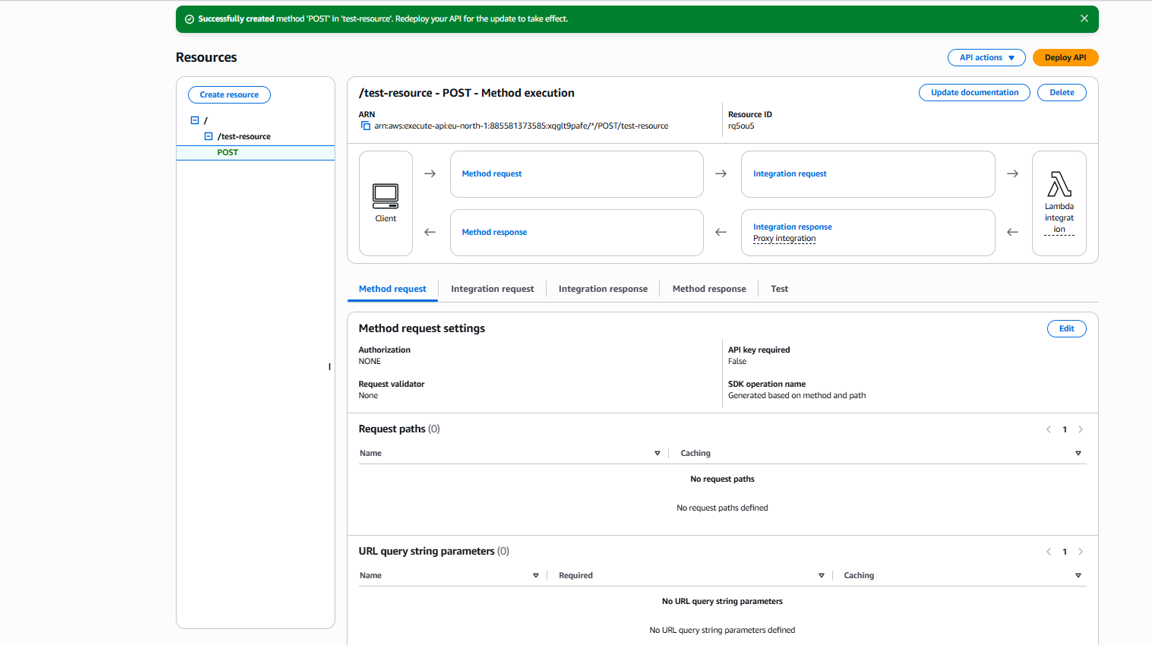 Successfully created method 'POST' in 'test-resource'. Redeploy your API for the update to take effect.
Resources
API actions
Deploy API
Create resource
/
/test-resource
POST
/test-resource - POST - Method execution
Update documentation
Delete
ARN
arn:aws:execute-api:eu-north-1:885581373585:xqglt9pafe/*/POST/test-resource
Resource ID
rq5ou5
Client
Method request
Integration request
Lambda
integrat
ion
Method response
Integration response
Proxy integration
Method request
Integration request
Integration response
Method response
Test
Method request settings
Edit
Authorization
NONE
API key required
False
Request validator
None
SDK operation name
Generated based on method and path
Request paths (0)
1
Name
Caching
No request paths
No request paths defined
URL query string parameters (0)
1
Name
Required
Caching
No URL query string parameters
No URL query string parameters defined